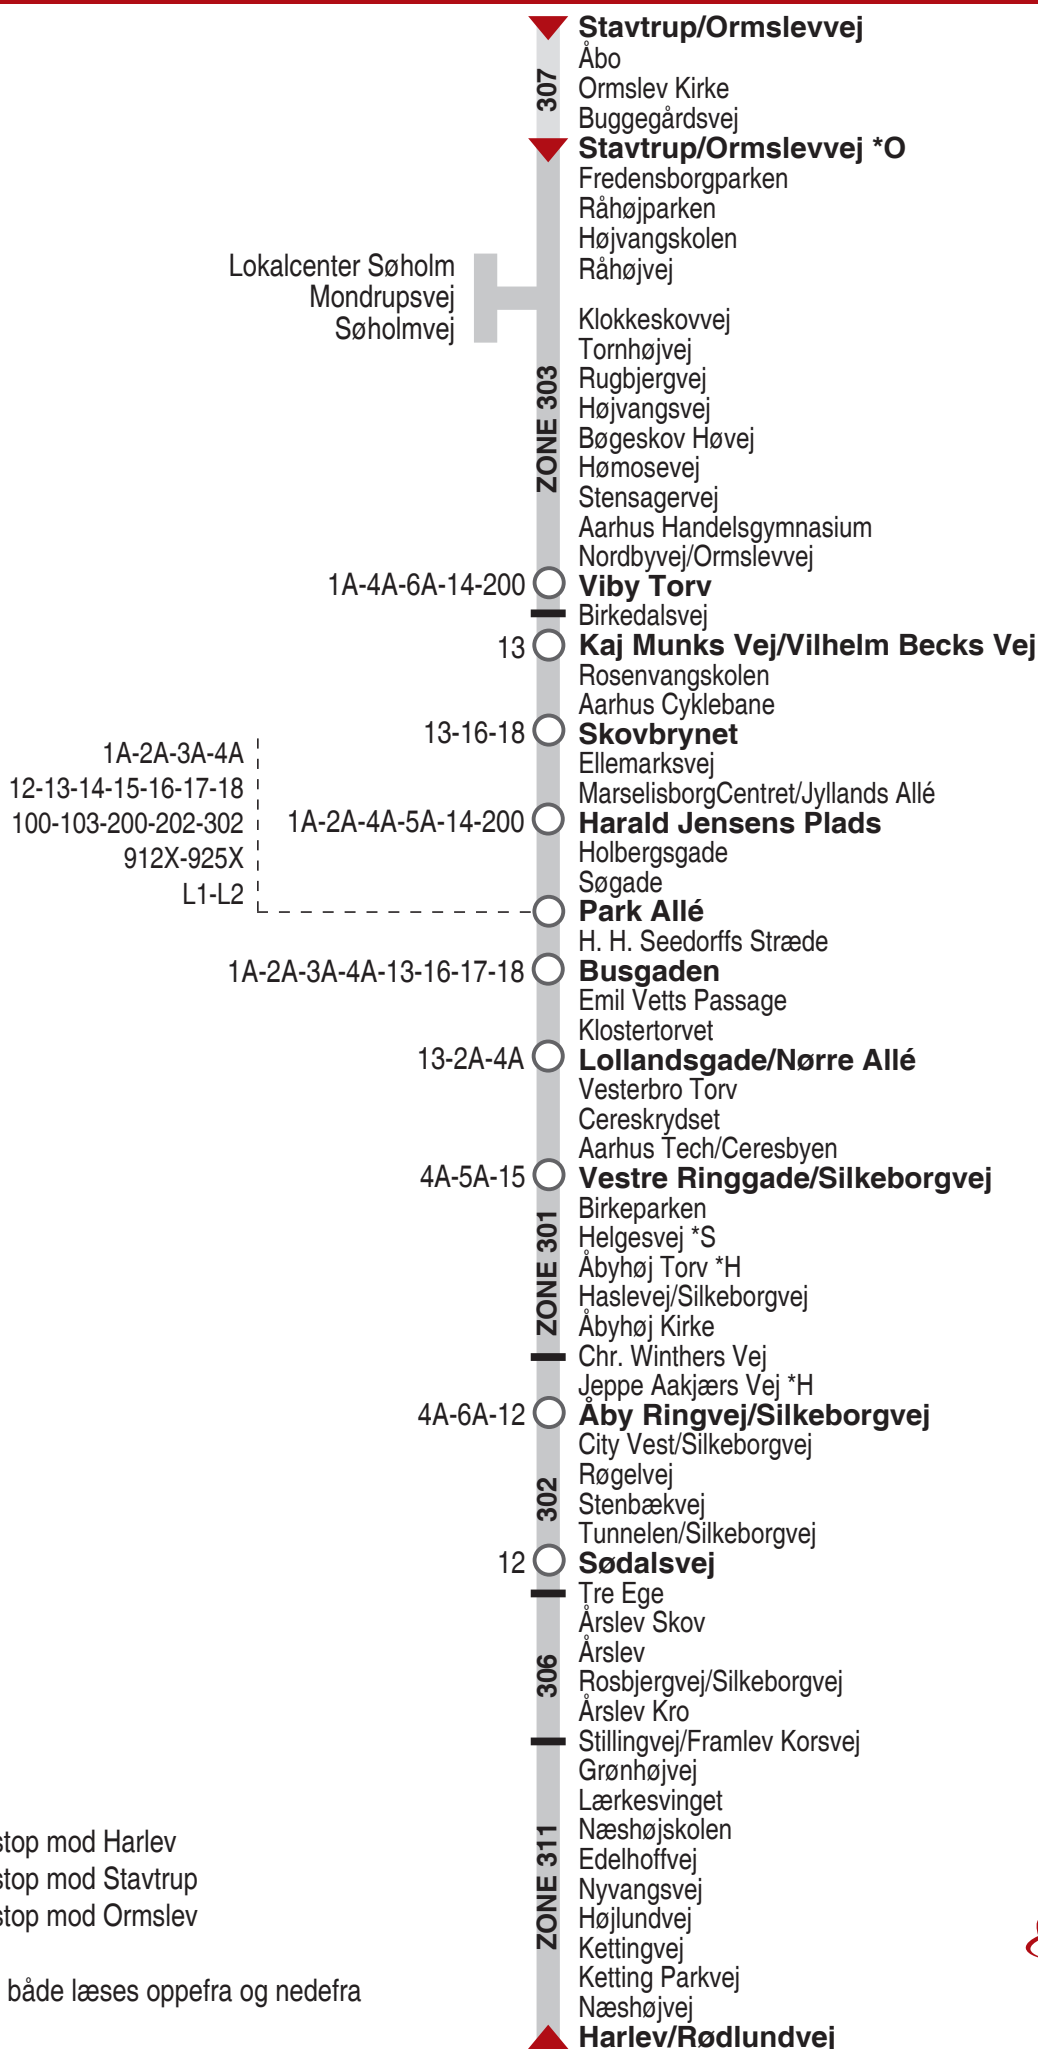 Stavtrup/Ormslevvej
Åbo
307
Ormslev Kirke
Buggegårdsvej
Stavtrup/Ormslevvej *O
Fredensborgparken
Råhøjparken
Højvangskolen
Råhøjvej
Lokalcenter Søholm
Mondrupsvej
Søholmvej
Klokkeskovvej
Tornhøjvej
Rugbjergvej
ZONE 303
Højvangsvej
Bøgeskov Høvej
Hømosevej
Stensagervej
Aarhus Handelsgymnasium
Nordbyvej/Ormslevvej
1A-4A-6A-14-200 Viby Torv
Birkedalsvej
13 Kaj Munks Vej/Vilhelm Becks Vej
Rosenvangskolen
Aarhus Cyklebane
13-16-18 Skovbrynet
Ellemarksvej
MarselisborgCentret/Jyllands Allé
1A-2A-4A-5A-14-200 Harald Jensens Plads
Holbergsgade
Søgade
1A-2A-3A-4A
12-13-14-15-16-17-18
100-103-200-202-302
912X-925X
L1-L2
Park Allé
H. H. Seedorffs Stræde
1A-2A-3A-4A-13-16-17-18 Busgaden
Emil Vetts Passage
Klostertorvet
13-2A-4A Lollandsgade/Nørre Allé
Vesterbro Torv
Cereskrydset
Aarhus Tech/Ceresbyen
4A-5A-15 Vestre Ringgade/Silkeborgvej
Birkeparken
ZONE 301
Helgesvej *S
Åbyhøj Torv *H
Haslevej/Silkeborgvej
Åbyhøj Kirke
Chr. Winthers Vej
Jeppe Aakjærs Vej *H
4A-6A-12 Åby Ringvej/Silkeborgvej
City Vest/Silkeborgvej
Røgelvej
302
Stenbækvej
Tunnelen/Silkeborgvej
12 Sødalsvej
Tre Ege
Årslev Skov
Årslev
306
Rosbjergvej/Silkeborgvej
Årslev Kro
Stillingvej/Framlev Korsvej
Grønhøjvej
Lærkesvinget
Næshøjskolen
ZONE 311
Edelhoffvej
Nyvangsvej
Højlundvej
Kettingvej
Ketting Parkvej
Næshøjvej
Harlev/Rødlundvej
stop mod Harlev
stop mod Stavtrup
stop mod Ormslev
både læses oppefra og nedefra